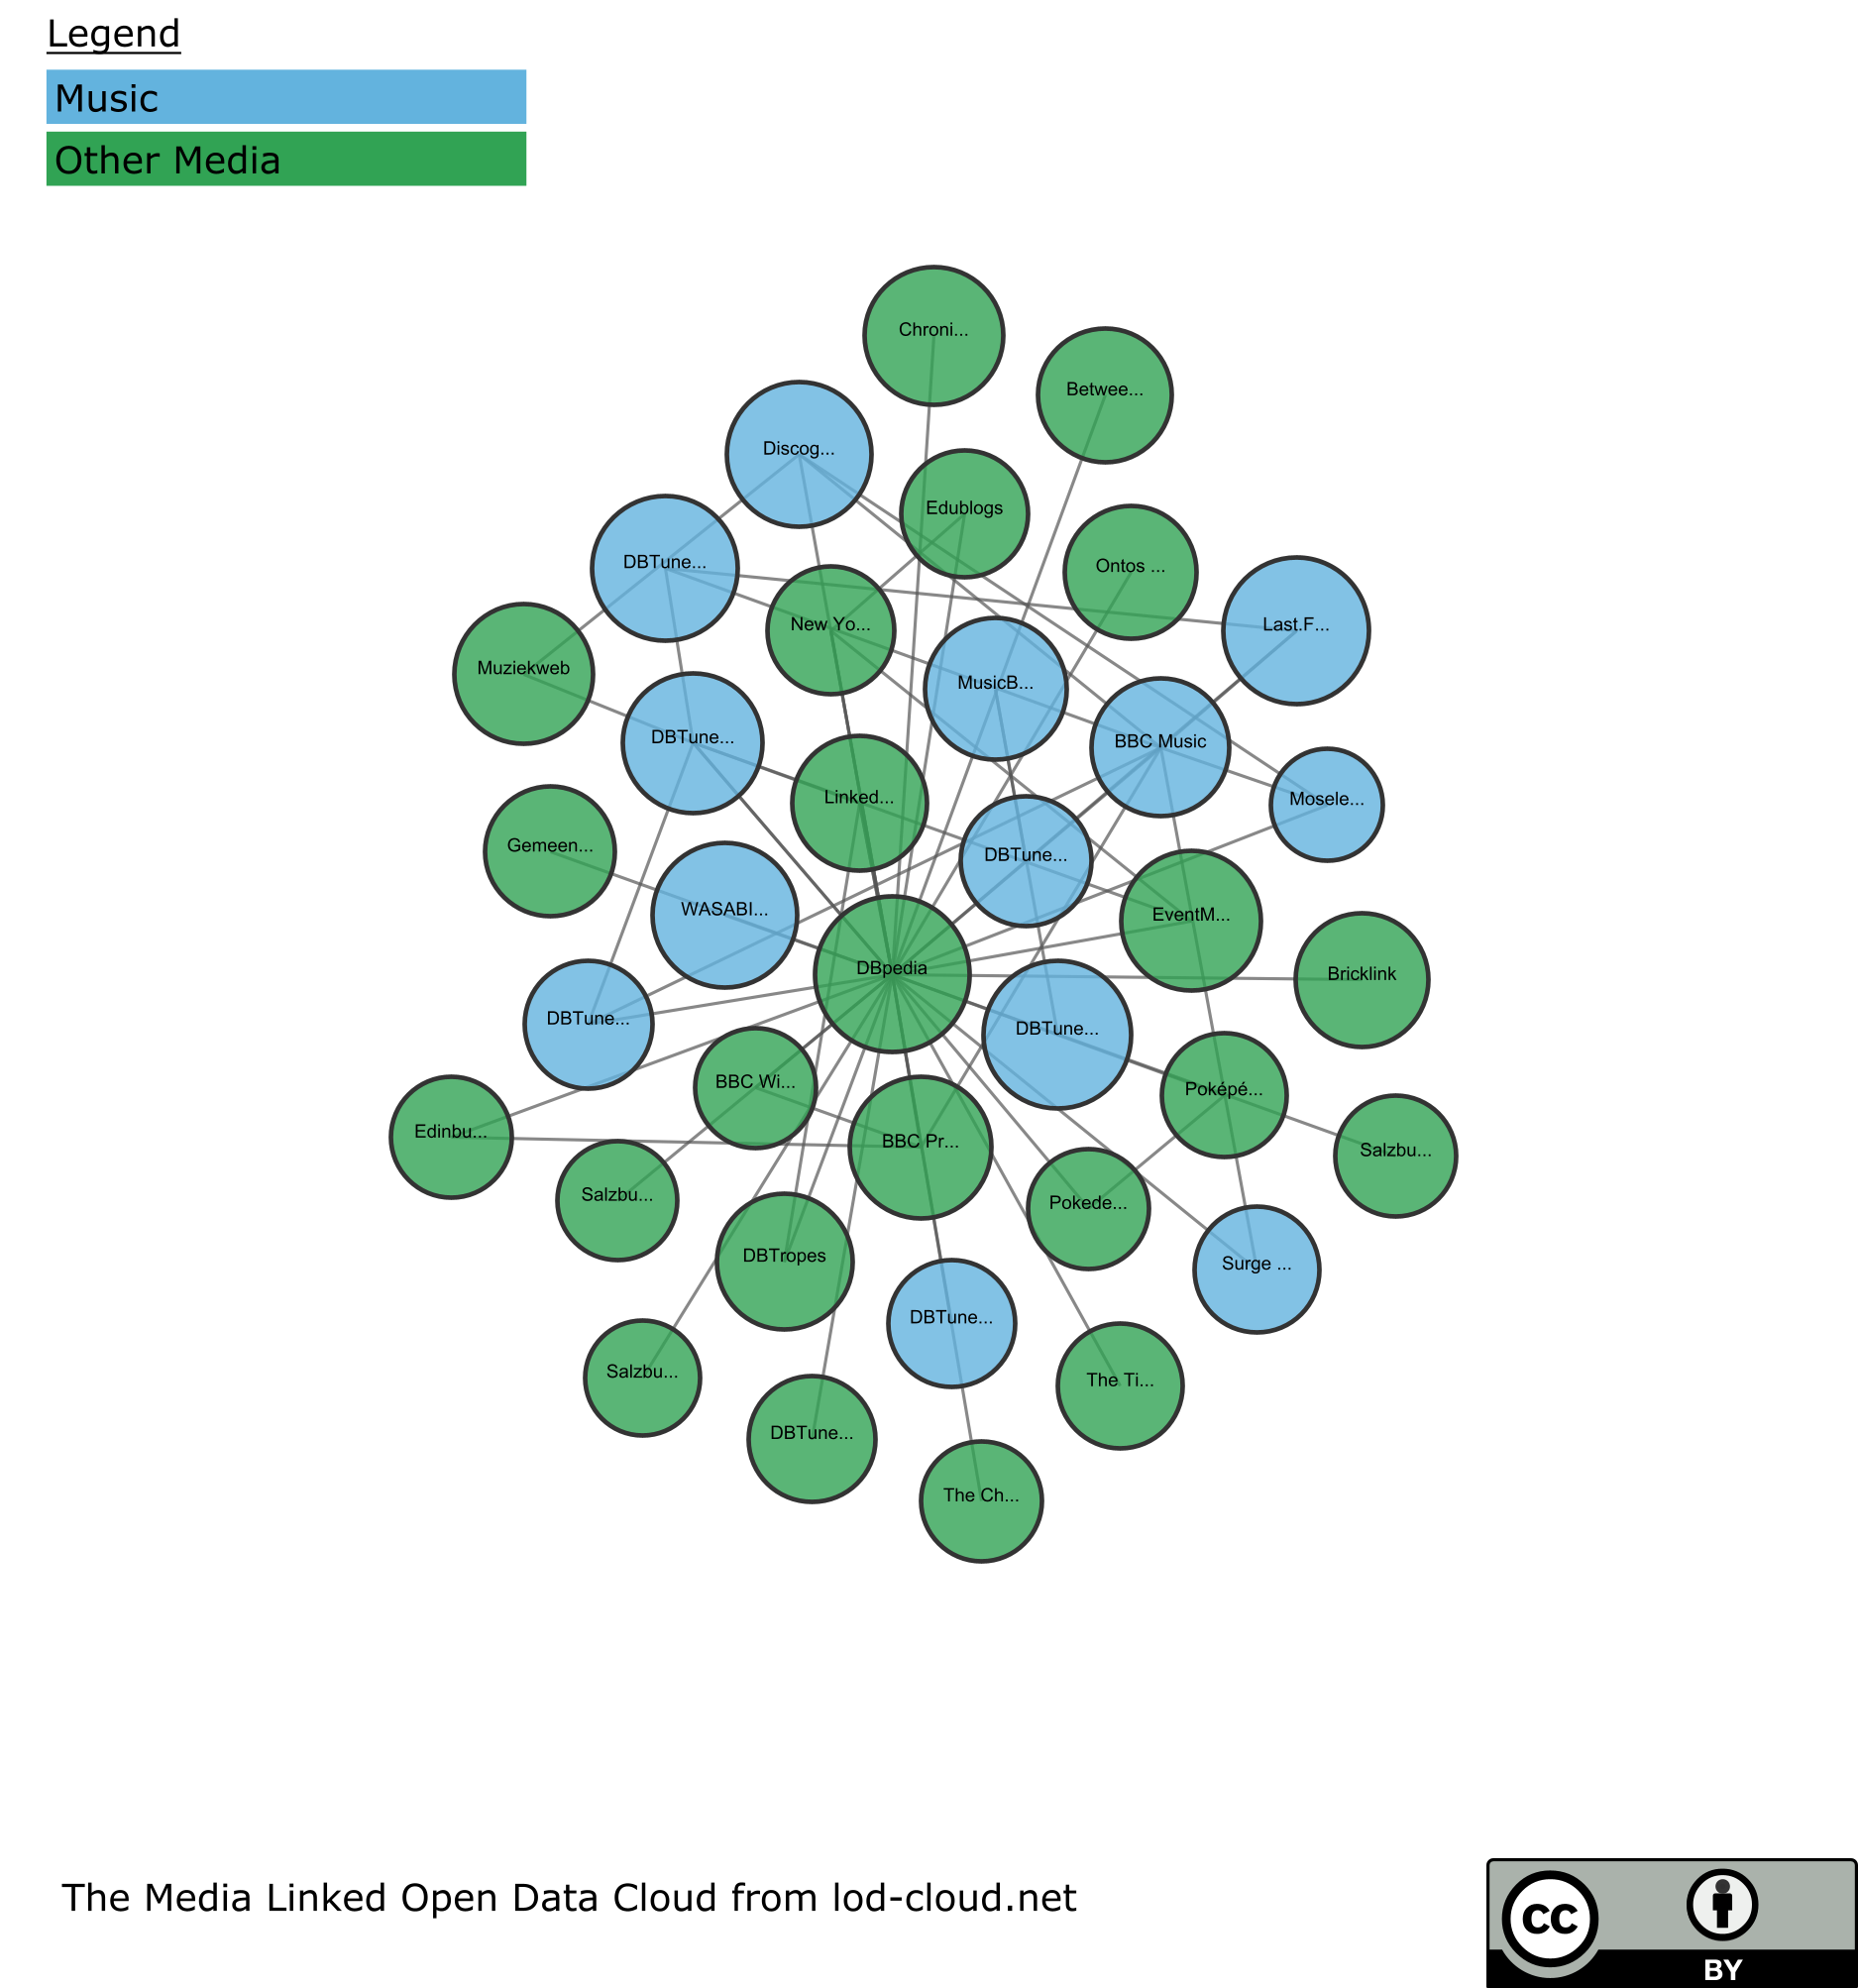 Legend
Music
Other Media
Chroni...
Betwee...
Discog...
Edublogs
DBTune...
Ontos ...
New Yo...
Last.F...
Muziekweb
MusicB...
DBTune...
BBC Music
Linked...
Mosele...
Gemeen...
DBTune...
WASABI...
EventM...
DBpedia
Bricklink
DBTune...
DBTune...
BBC Wi...
Poképé...
Edinbu...
BBC Pr...
Salzbu...
Salzbu...
Pokede...
DBTropes
Surge ...
DBTune...
Salzbu...
The Ti...
DBTune...
The Ch...
The Media Linked Open Data Cloud from lod-cloud.net
cc
BY